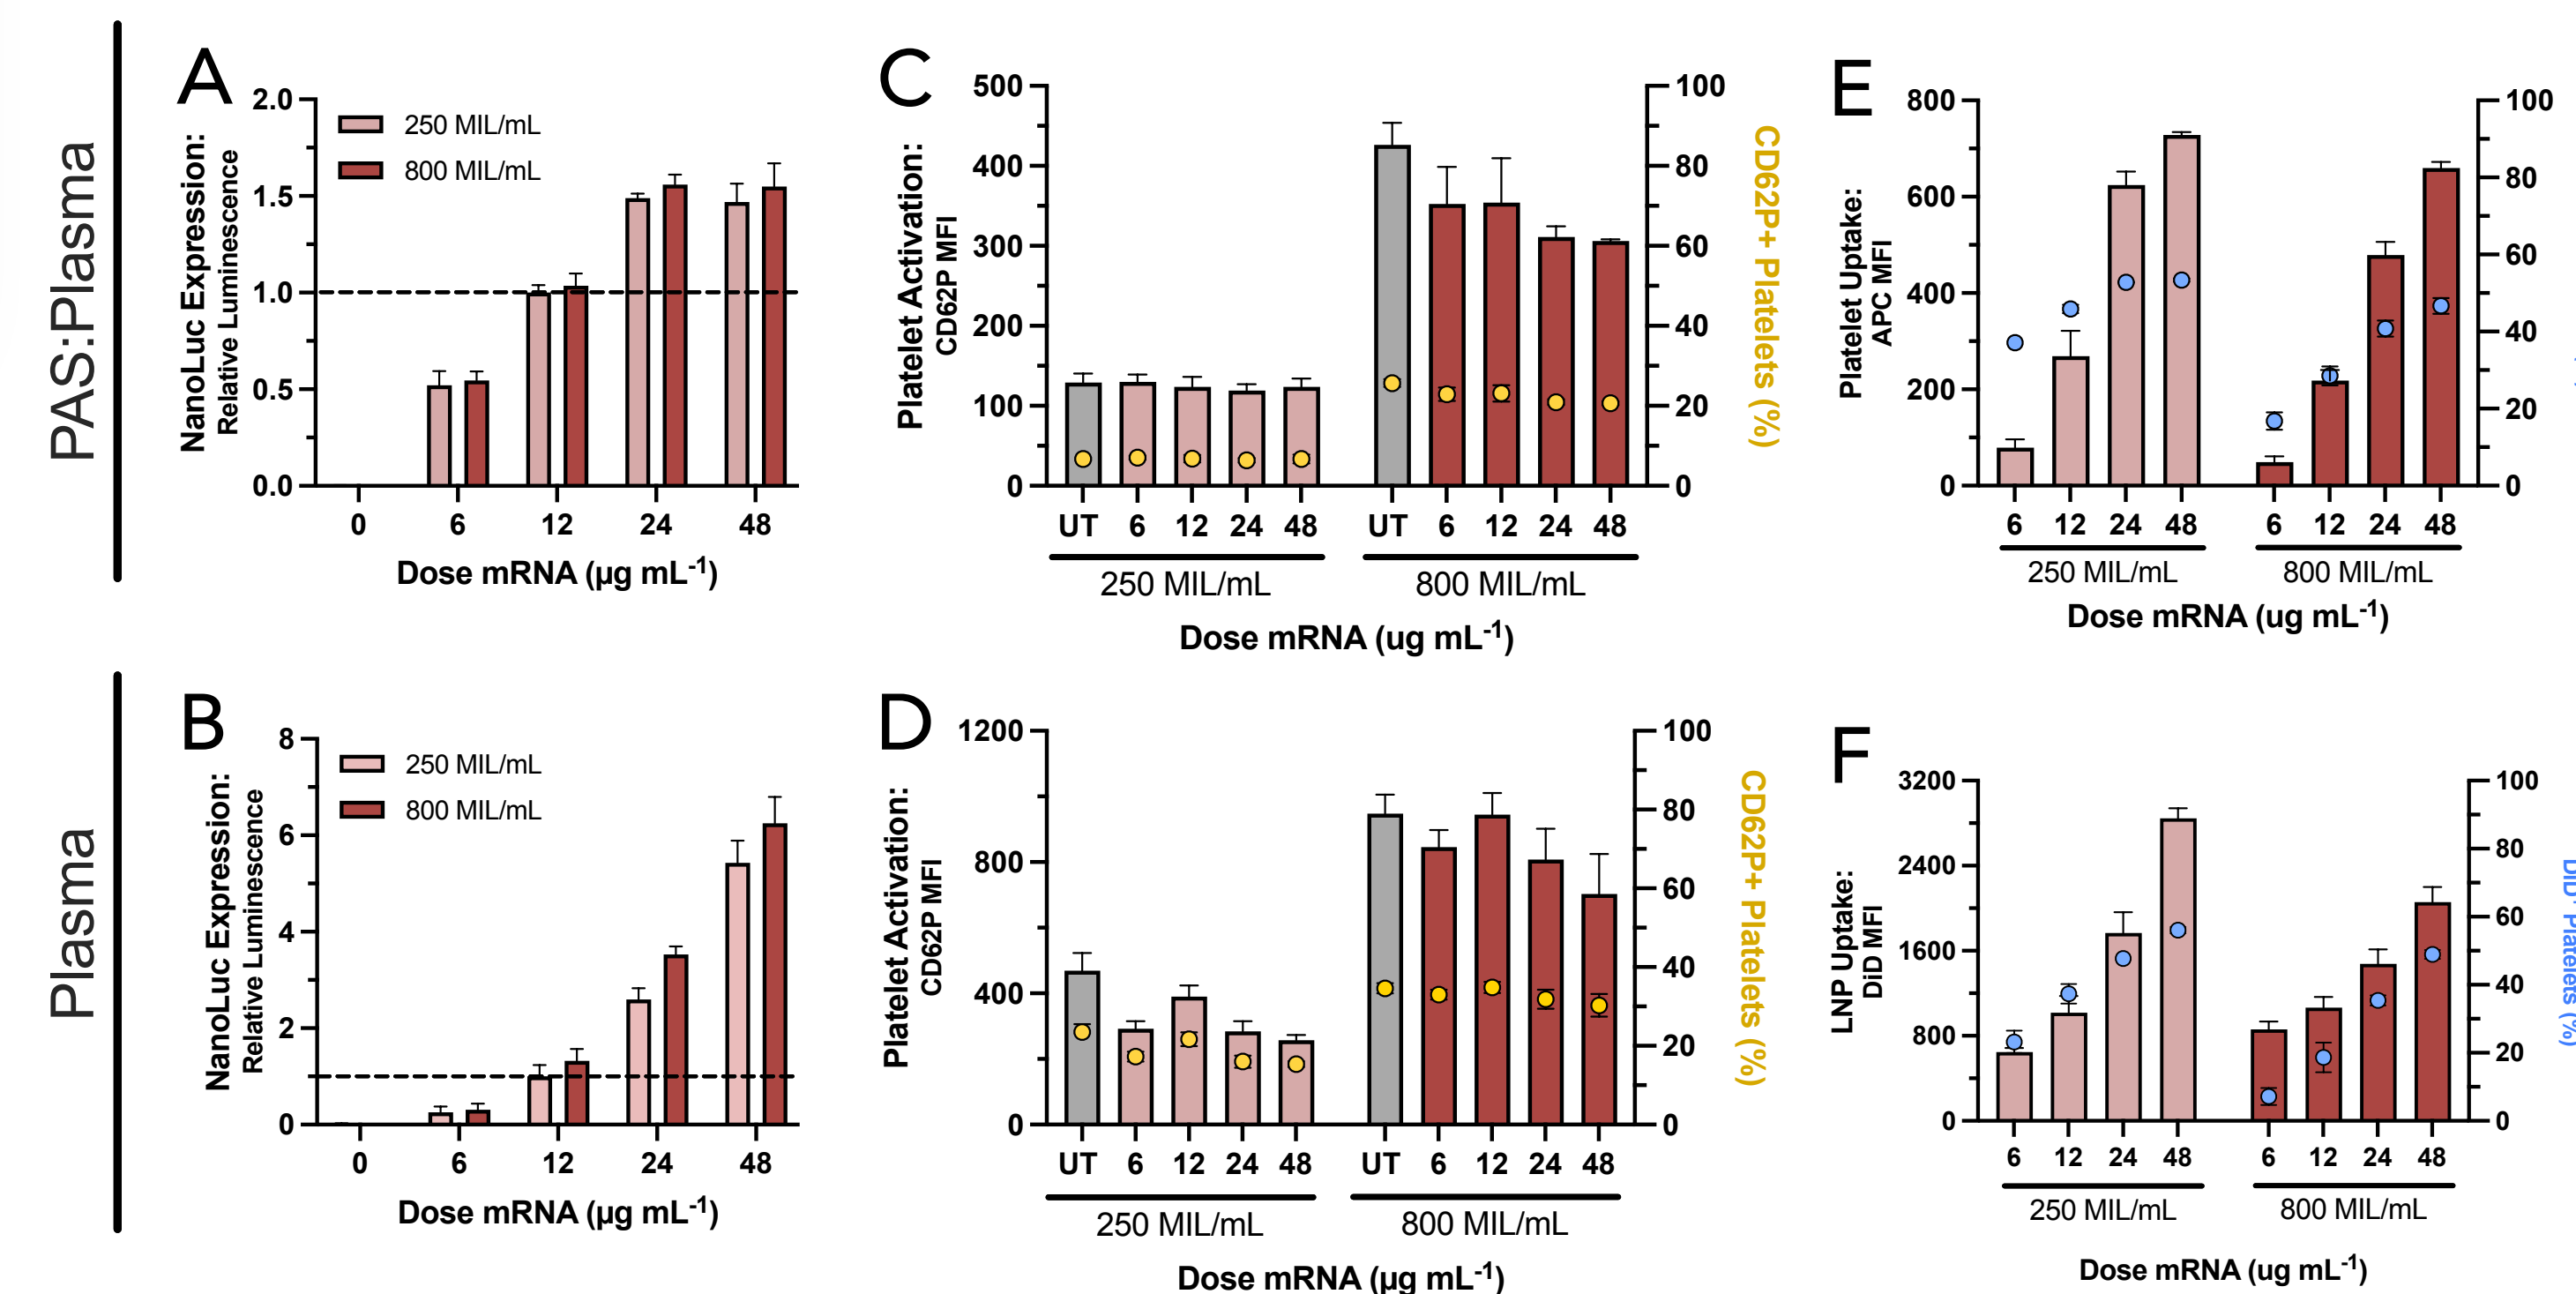 PAS:Plasma
A
NanoLuc Expression:
Relative Luminescence
2.0
1.5
1.0
0.5
0.0
250 MIL/mL
800 MIL/mL
0 6 12 24 48
Dose mRNA (µg mL-1)
C
Platelet Activation:
CD62P MFI
500
400
300
200
100
0
100
80
60
40
20
0
CD62P+ Platelets (%)
UT 6 12 24 48 UT 6 12 24 48
250 MIL/mL 800 MIL/mL
Dose mRNA (ug mL-1)
E
Platelet Uptake:
APC MFI
800
600
400
200
0
100
80
60
40
20
0
6 12 24 48 6 12 24 48
250 MIL/mL 800 MIL/mL
Dose mRNA (ug mL-1)
Plasma
B
NanoLuc Expression:
Relative Luminescence
8
6
4
2
0
250 MIL/mL
800 MIL/mL
0 6 12 24 48
Dose mRNA (µg mL-1)
D
Platelet Activation:
CD62P MFI
1200
800
400
0
100
80
60
40
20
0
CD62P+ Platelets (%)
UT 6 12 24 48 UT 6 12 24 48
250 MIL/mL 800 MIL/mL
Dose mRNA (µg mL-1)
F
LNP Uptake:
DiD MFI
3200
2400
1600
800
0
100
80
60
40
20
0
DiD+ Platelets (%)
6 12 24 48 6 12 24 48
250 MIL/mL 800 MIL/mL
Dose mRNA (ug mL-1)